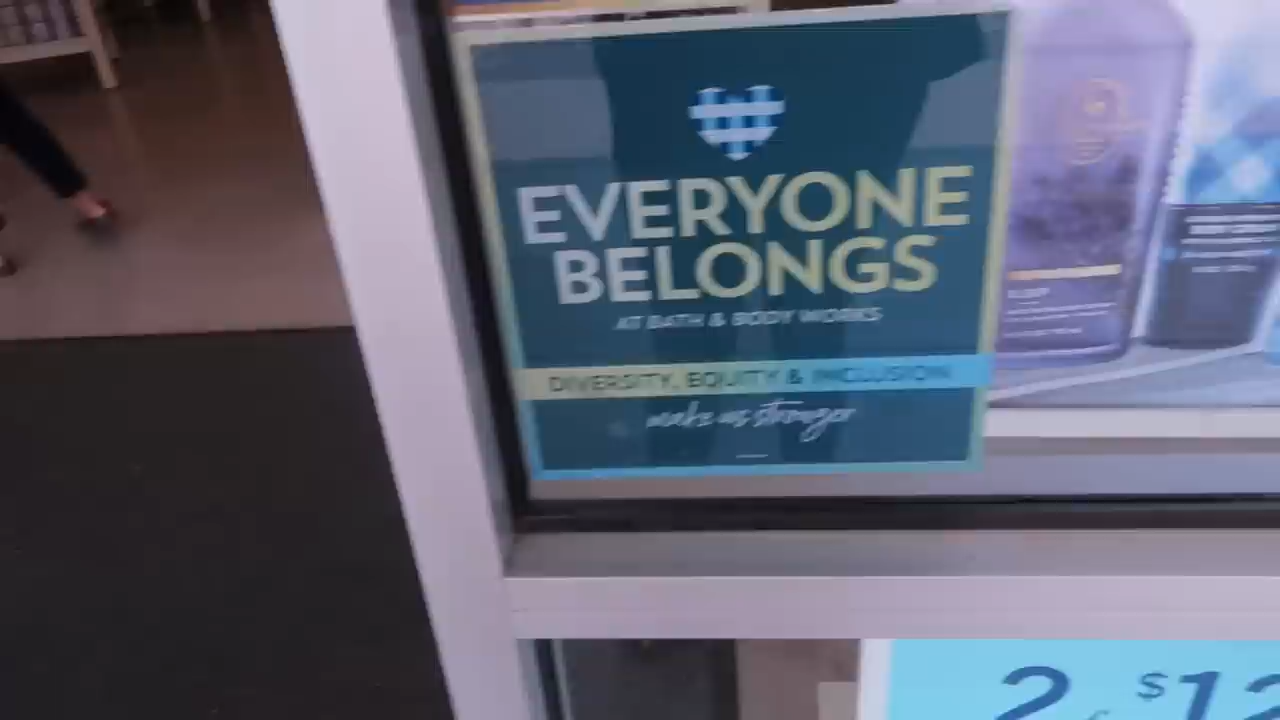 EVERYONE
BELONGS
AT BATH & BODY WORKS
DIVERSITY, EQUITY & INCLUSION
make us stronger
2 $12